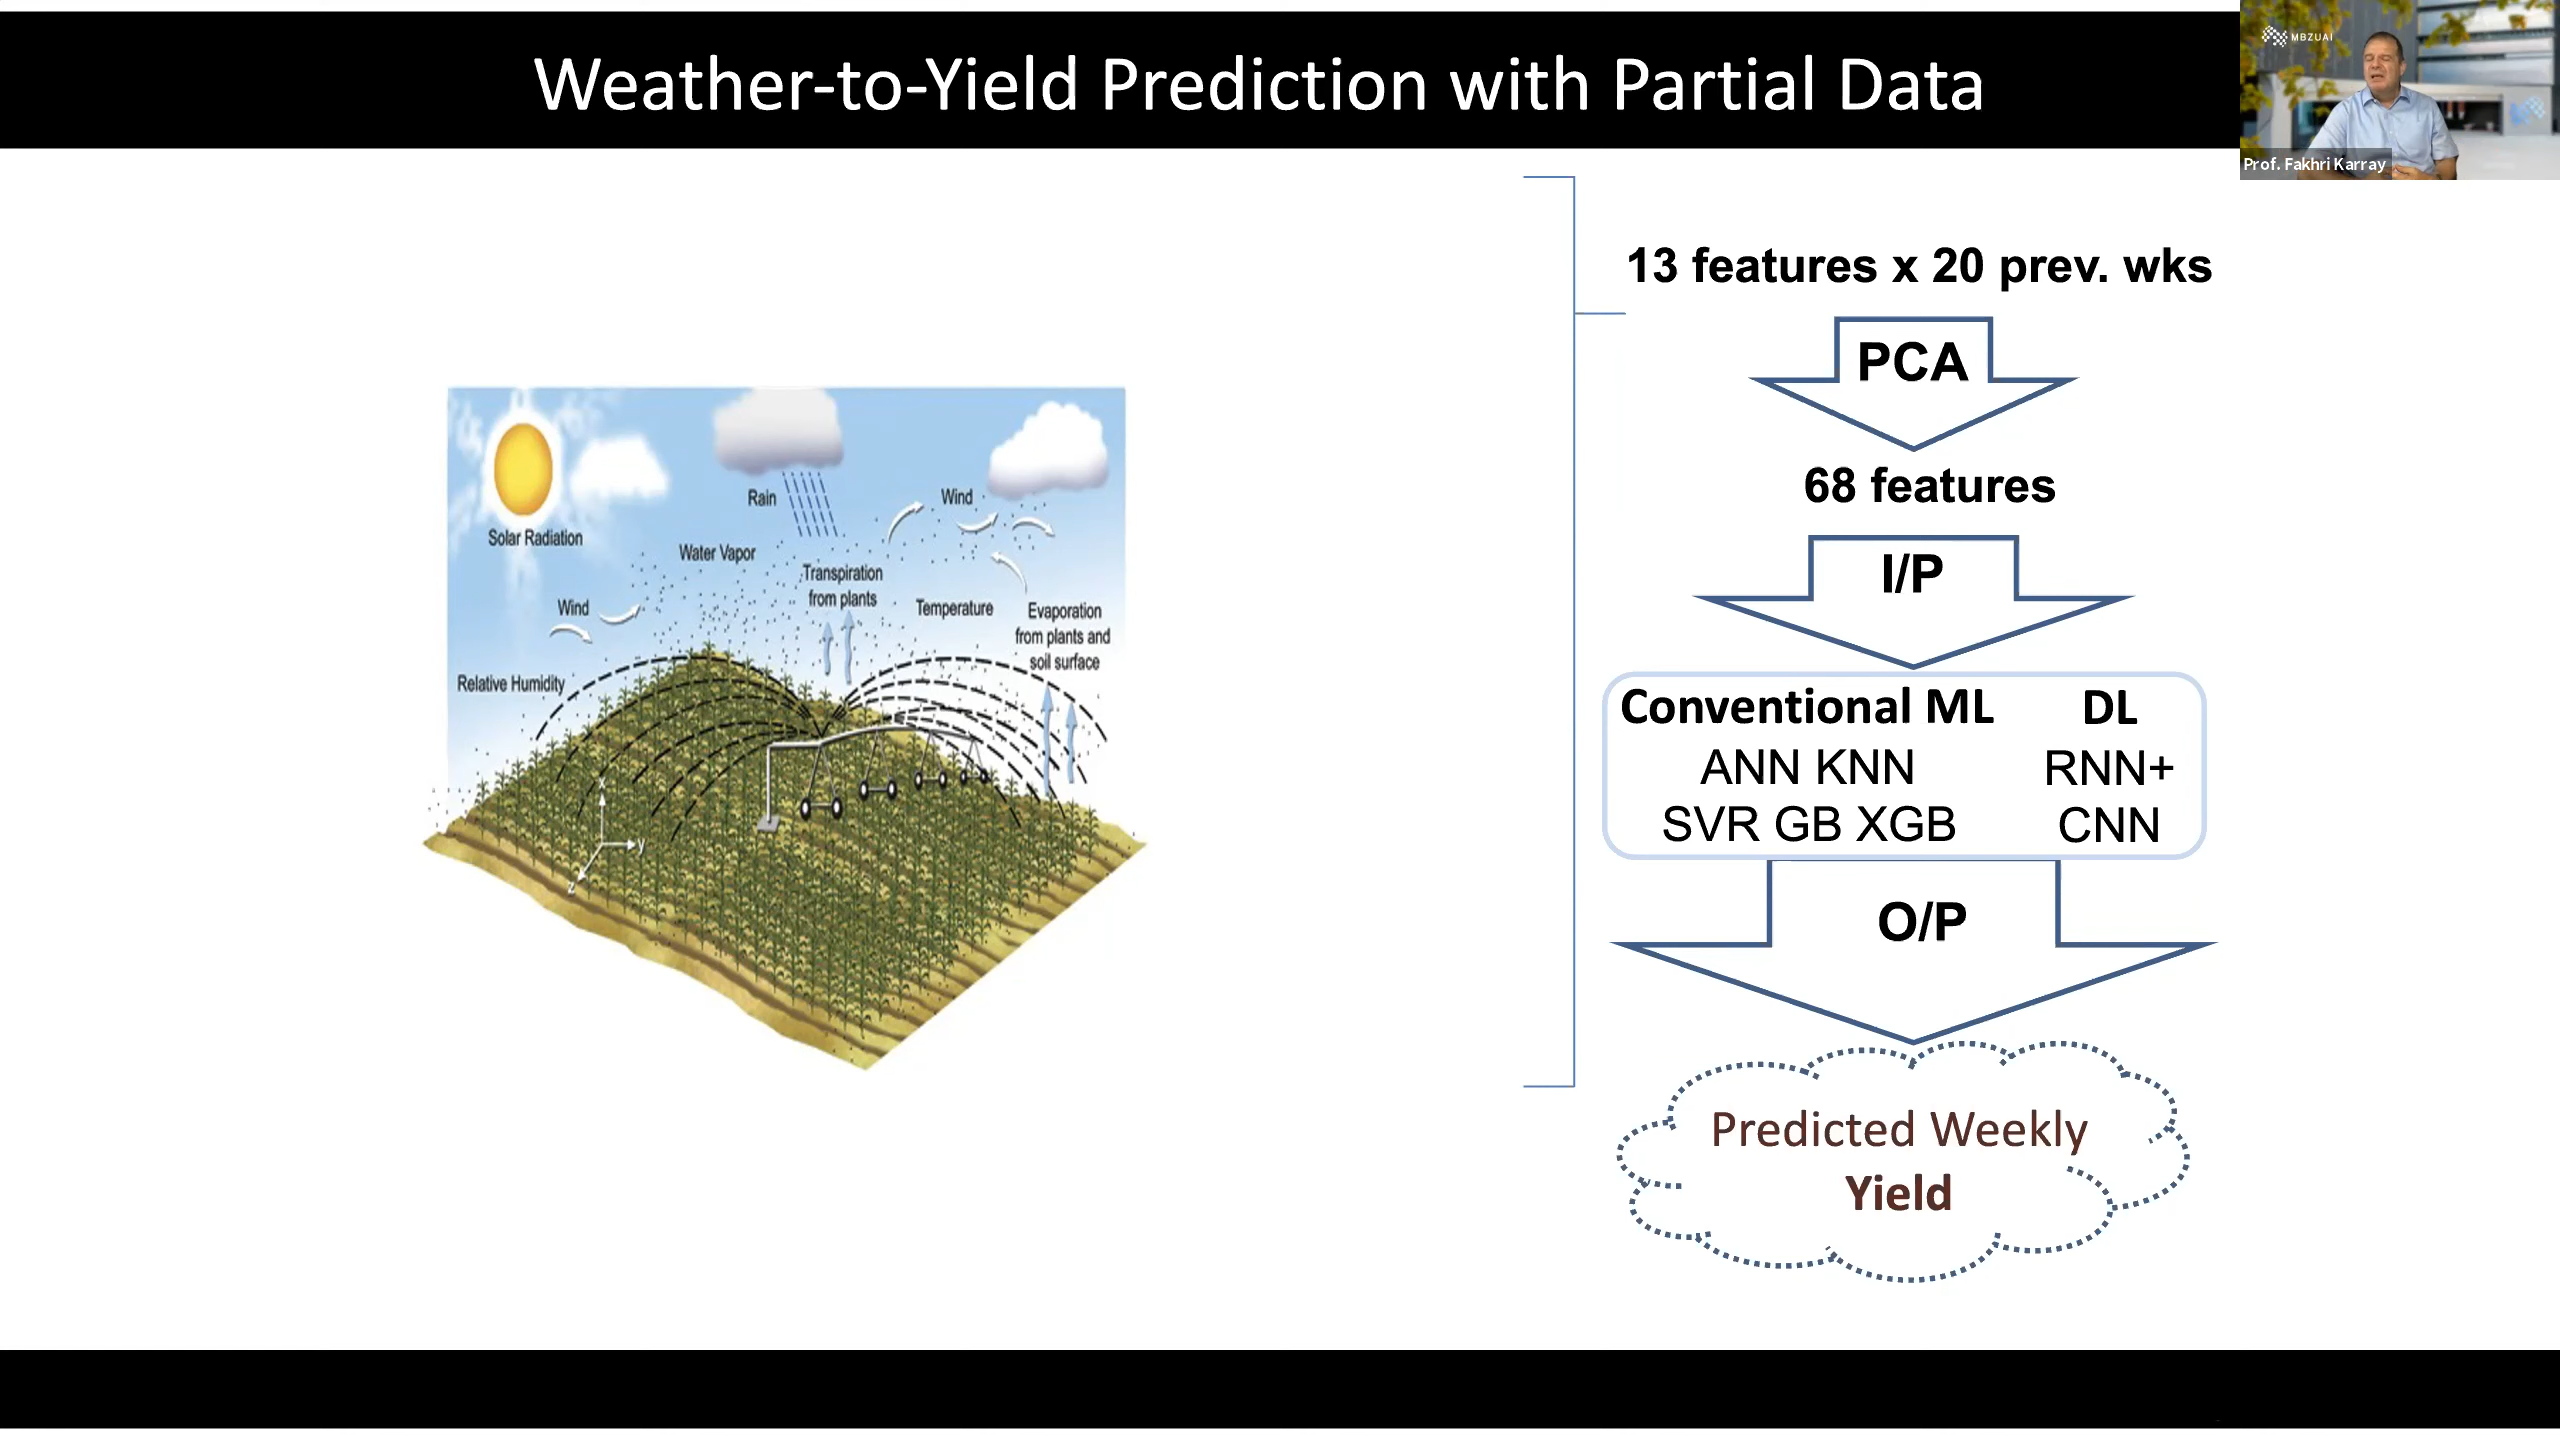 Weather-to-Yield Prediction with Partial Data
MBZUAI
Prof. Fakhri Karray
Solar Radiation
Rain
Wind
Water Vapor
Transpiration
from plants
Wind
Temperature
Evaporation
from plants and
soil surface
Relative Humidity
x
y
z
13 features x 20 prev. wks
PCA
68 features
I/P
Conventional ML
ANN KNN
SVR GB XGB
DL
RNN+
CNN
O/P
Predicted Weekly
Yield